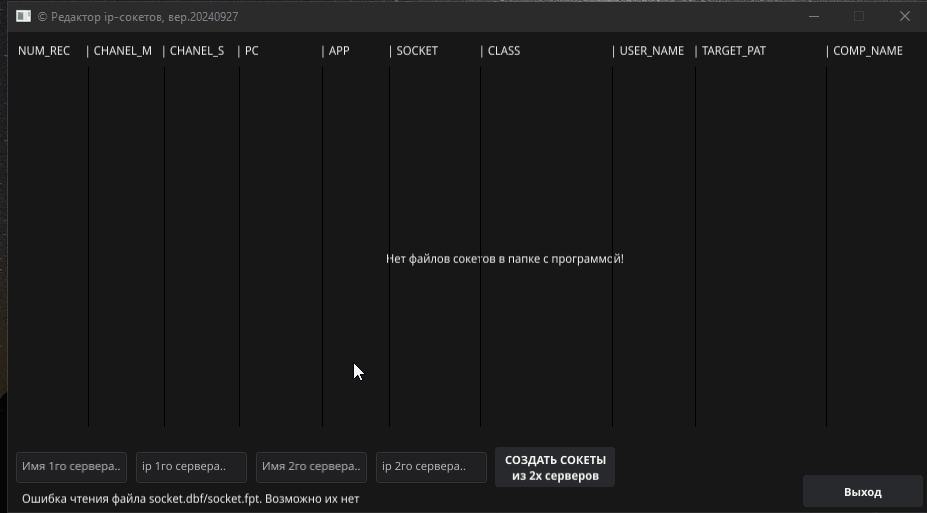 © Редактор ip-сокетов, вер.20240927
NUM_REC | CHANEL_M | CHANEL_S | PC | APP | SOCKET | CLASS | USER_NAME | TARGET_PAT | COMP_NAME
Нет файлов сокетов в папке с программой!
Имя 1го сервера.. ip 1го сервера.. Имя 2го сервера.. ip 2го сервера.. СОЗДАТЬ СОКЕТЫ
из 2х серверов
Выход
Ошибка чтения файла socket.dbf/socket.fpt. Возможно их нет